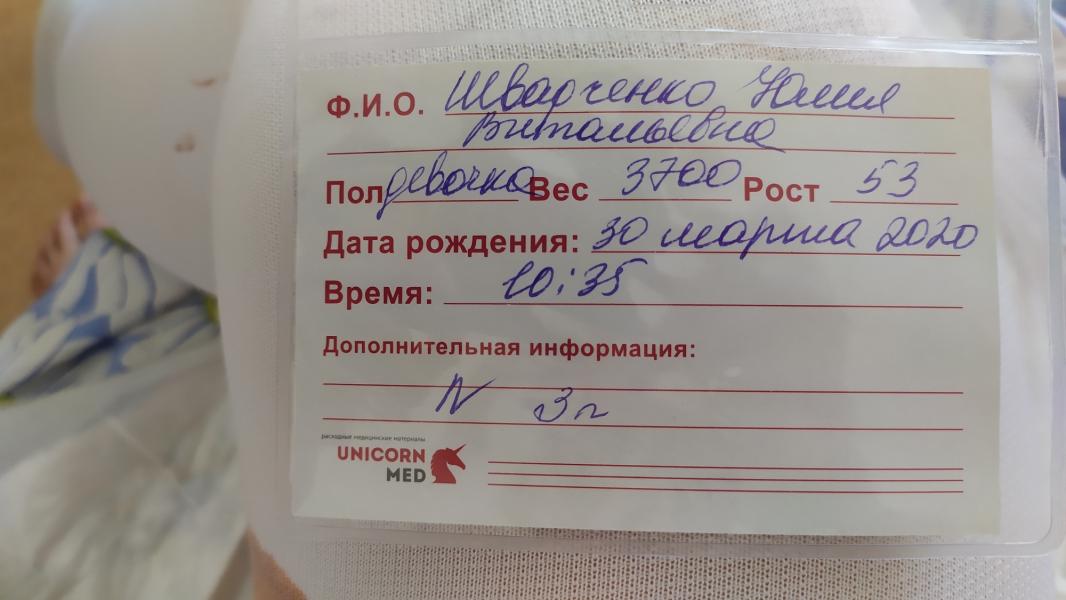 Ф.И.О. Шварченко Юлия
Витальевна
Пол девочка Вес 3700 Рост 53
Дата рождения: 30 марта 2020
Время: 10:35
Дополнительная информация:
N 3п
расходные медицинские материалы
UNICORN
MED